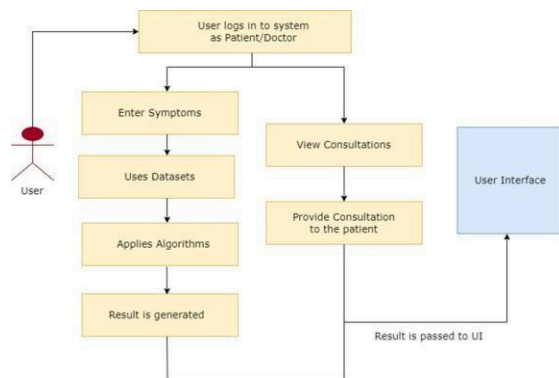 User logs in to system
as Patient/Doctor
Enter Symptoms
View Consultations
User Interface
User
Uses Datasets
Provide Consultation
to the patient
Applies Algorithms
Result is generated
Result is passed to UI